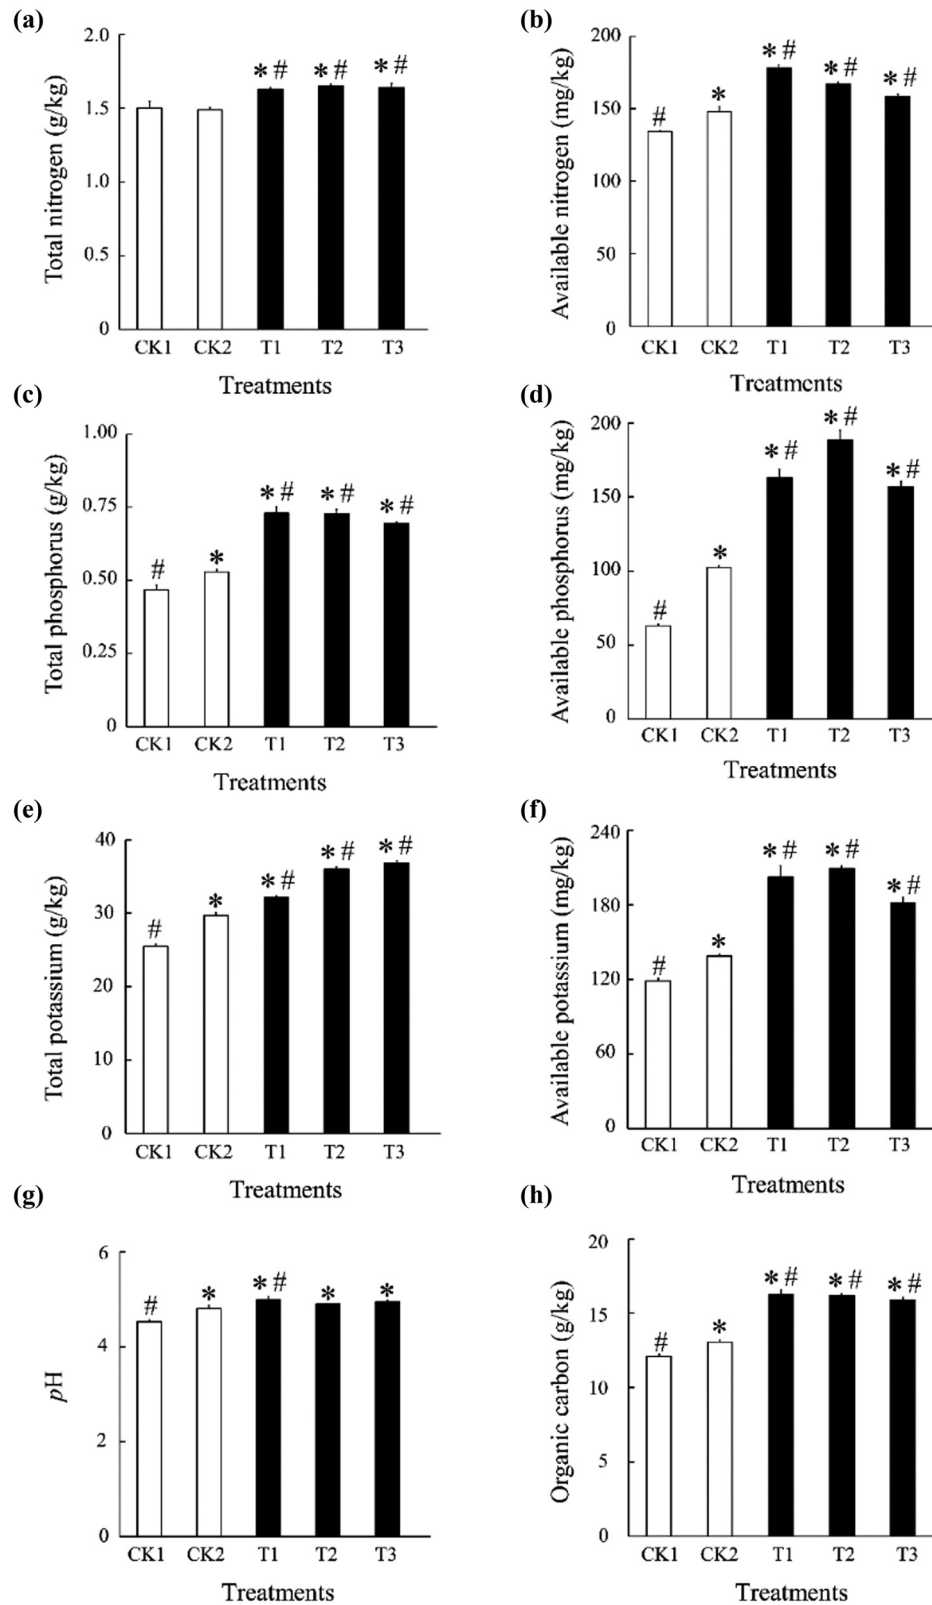 (a)
2.0
1.5
1.0
0.5
0
Total nitrogen (g/kg)
* # * # * #
CK1 CK2 T1 T2 T3
Treatments
(b)
200
150
100
50
0
Available nitrogen (mg/kg)
# * * # * # * #
CK1 CK2 T1 T2 T3
Treatments
(c)
1.00
0.75
0.50
0.25
0
Total phosphorus (g/kg)
# * * # * # * #
CK1 CK2 T1 T2 T3
Treatments
(d)
200
150
100
50
0
Available phosphorus (mg/kg)
# * * # * # * #
CK1 CK2 T1 T2 T3
Treatments
(e)
40
30
20
10
0
Total potassium (g/kg)
# * * # * # * #
CK1 CK2 T1 T2 T3
Treatments
(f)
240
180
120
60
0
Available potassium (mg/kg)
# * * # * # * #
CK1 CK2 T1 T2 T3
Treatments
(g)
6
4
2
0
pH
# * * # * *
CK1 CK2 T1 T2 T3
Treatments
(h)
20
15
10
5
0
Organic carbon (g/kg)
# * * # * # * #
CK1 CK2 T1 T2 T3
Treatments